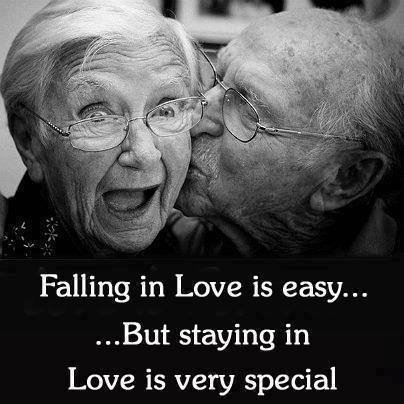 Falling in Love is easy...
...But staying in
Love is very special